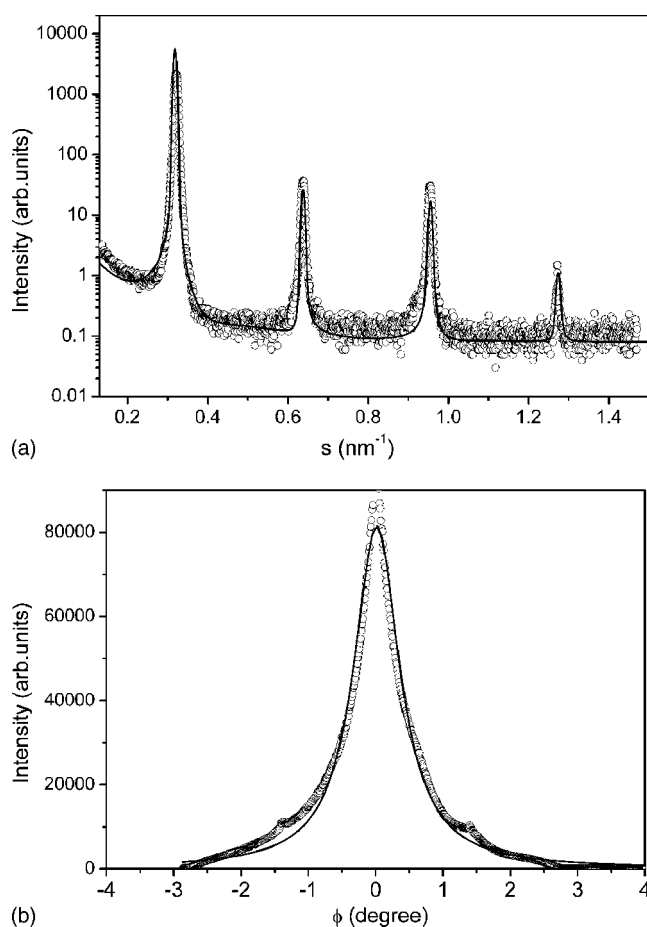 10000
1000
100
10
1
0.1
0.01
Intensity (arb.units)
0.2 0.4 0.6 0.8 1.0 1.2 1.4
s (nm⁻¹)
(a)
80000
60000
40000
20000
0
Intensity (arb.units)
-4 -3 -2 -1 0 1 2 3 4
ϕ (degree)
(b)